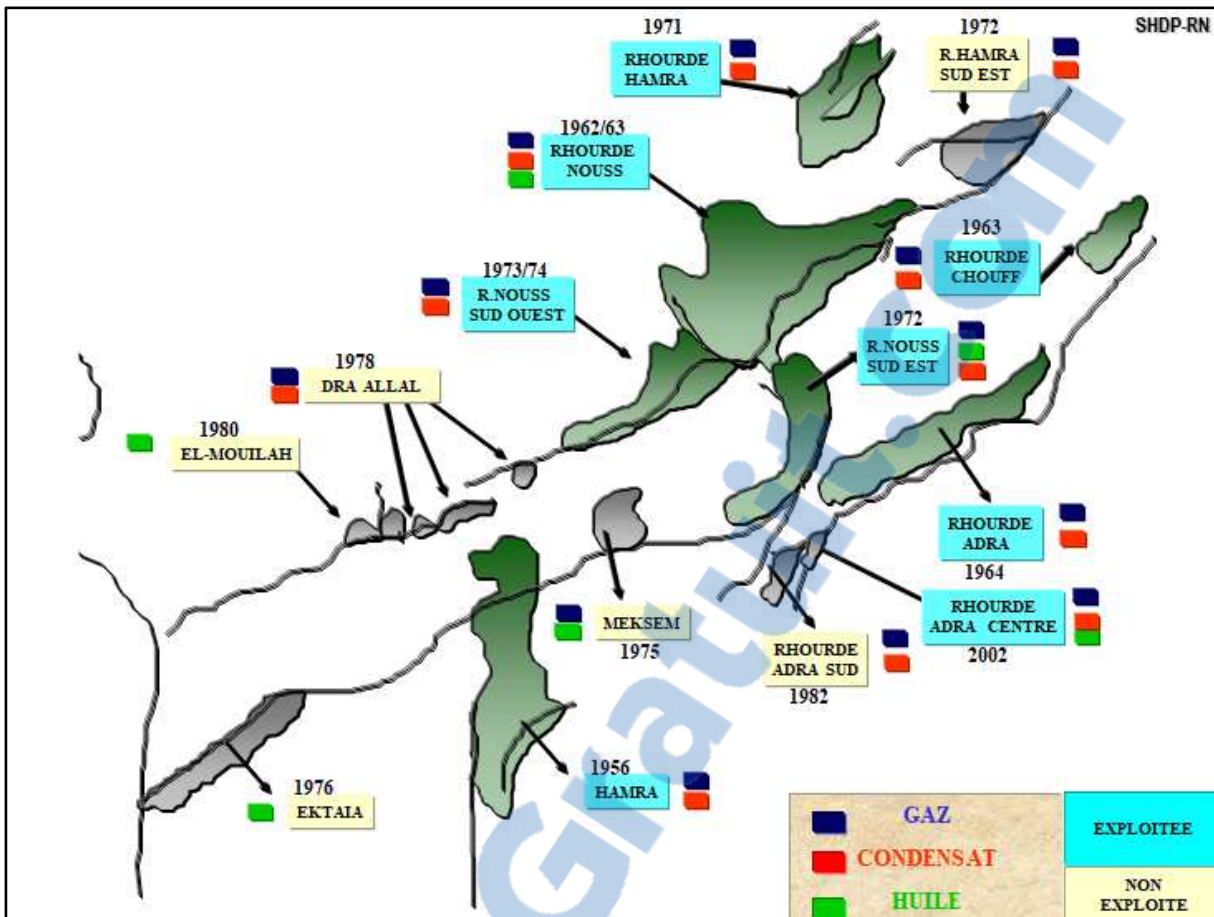 SHDP-RN
1971
RHOURDE
HAMRA
1972
R.HAMRA
SUD EST
1962/63
RHOURDE
NOUSS
1963
RHOURDE
CHOUFF
1973/74
R.NOUSS
SUD OUEST
1972
R.NOUSS
SUD EST
1978
DRA ALLAL
1980
EL-MOUILAH
RHOURDE
ADRA
1964
MEKSEM
1975
RHOURDE
ADRA CENTRE
2002
RHOURDE
ADRA SUD
1982
1976
EKTAIA
1956
HAMRA
GAZ
CONDENSAT
HUILE
EXPLOITEE
NON
EXPLOITE
Gratuit.com